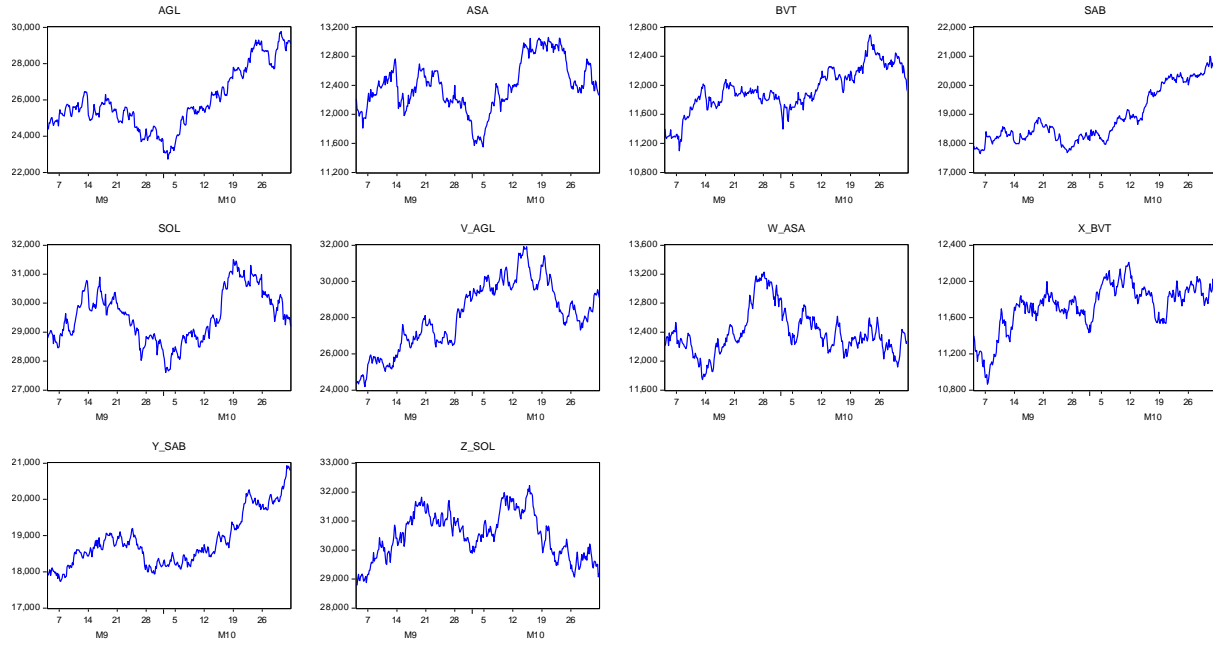 AGL
30,000
28,000
26,000
24,000
22,000
7 14 21 28 5 12 19 26
M9 M10
ASA
13,200
12,800
12,400
12,000
11,600
11,200
7 14 21 28 5 12 19 26
M9 M10
BVT
12,800
12,400
12,000
11,600
11,200
10,800
7 14 21 28 5 12 19 26
M9 M10
SAB
22,000
21,000
20,000
19,000
18,000
17,000
7 14 21 28 5 12 19 26
M9 M10
SOL
32,000
31,000
30,000
29,000
28,000
27,000
7 14 21 28 5 12 19 26
M9 M10
V_AGL
32,000
30,000
28,000
26,000
24,000
7 14 21 28 5 12 19 26
M9 M10
W_ASA
13,600
13,200
12,800
12,400
12,000
11,600
7 14 21 28 5 12 19 26
M9 M10
X_BVT
12,400
12,000
11,600
11,200
10,800
7 14 21 28 5 12 19 26
M9 M10
Y_SAB
21,000
20,000
19,000
18,000
17,000
7 14 21 28 5 12 19 26
M9 M10
Z_SOL
33,000
32,000
31,000
30,000
29,000
28,000
7 14 21 28 5 12 19 26
M9 M10